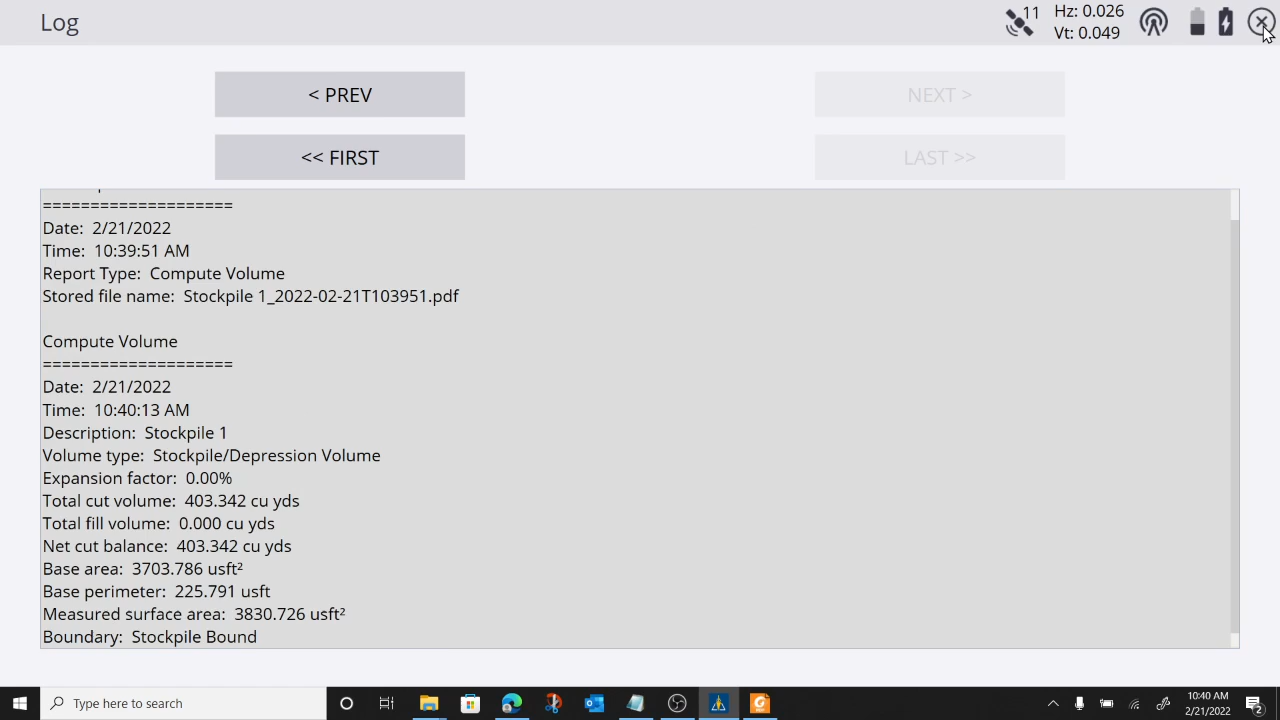 Log
11
Hz: 0.026
Vt: 0.049
< PREV
NEXT >
<< FIRST
LAST >>
====================
Date: 2/21/2022
Time: 10:39:51 AM
Report Type: Compute Volume
Stored file name: Stockpile 1_2022-02-21T103951.pdf
Compute Volume
====================
Date: 2/21/2022
Time: 10:40:13 AM
Description: Stockpile 1
Volume type: Stockpile/Depression Volume
Expansion factor: 0.00%
Total cut volume: 403.342 cu yds
Total fill volume: 0.000 cu yds
Net cut balance: 403.342 cu yds
Base area: 3703.786 usft²
Base perimeter: 225.791 usft
Measured surface area: 3830.726 usft²
Boundary: Stockpile Bound
Type here to search
10:40 AM
2/21/2022
2